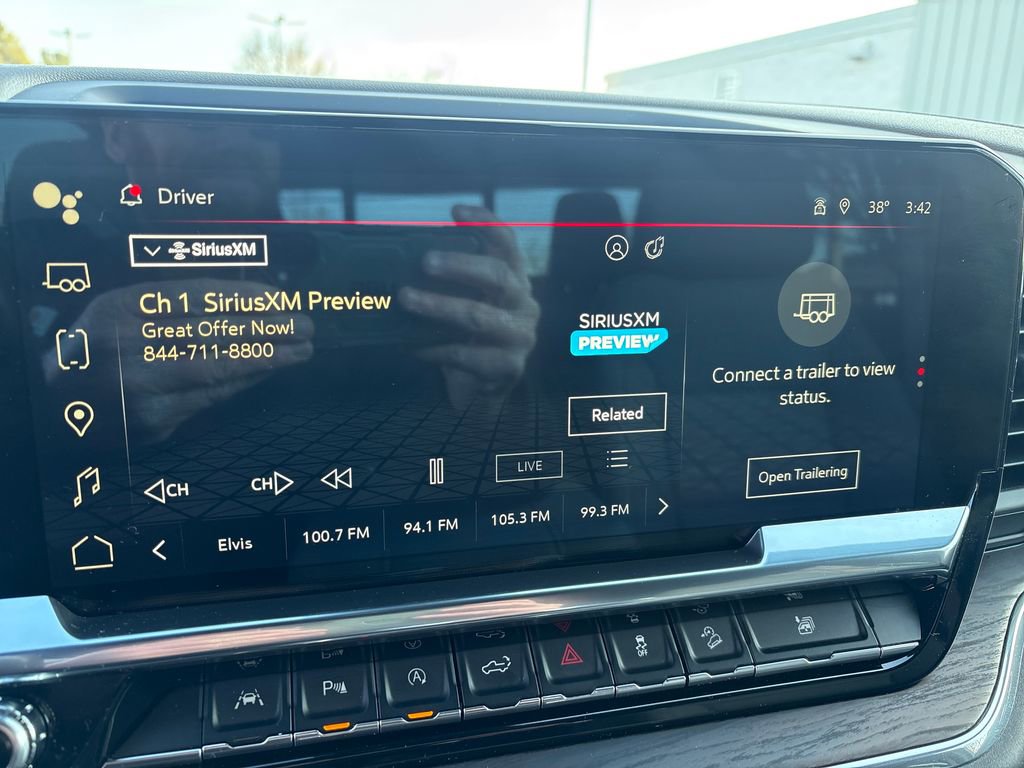 Driver
38° 3:42
SiriusXM
Ch 1 SiriusXM Preview
Great Offer Now!
844-711-8800
SIRIUSXM
PREVIEW
Related
Connect a trailer to view
status.
Open Trailering
CH
CH
LIVE
Elvis
100.7 FM
94.1 FM
105.3 FM
99.3 FM
P
A
OFF